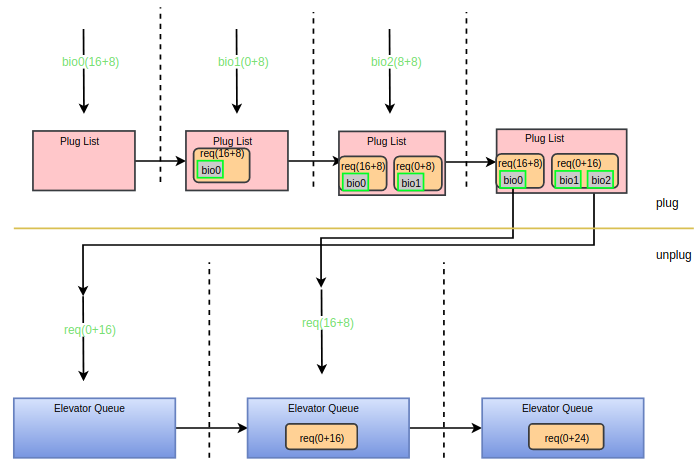 bio0(16+8)
bio1(0+8)
bio2(8+8)
Plug List
Plug List
req(16+8)
bio0
Plug List
req(16+8)
bio0
req(0+8)
bio1
Plug List
req(16+8)
bio0
req(0+16)
bio1
bio2
plug
unplug
req(0+16)
req(16+8)
Elevator Queue
Elevator Queue
req(0+16)
Elevator Queue
req(0+24)